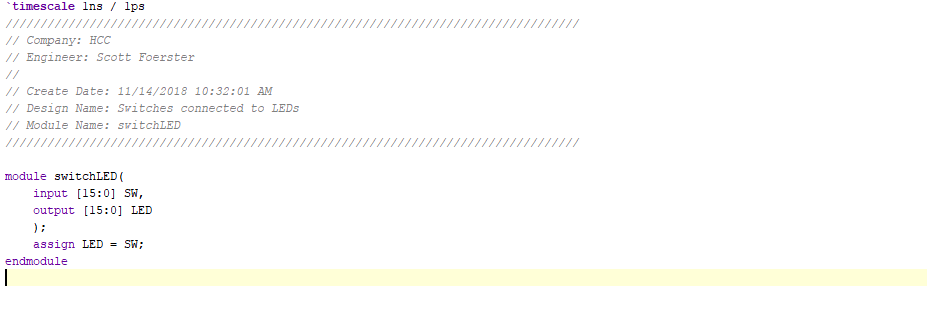 `timescale 1ns / 1ps
//////////////////////////////////////////////////////////////////////////////////
// Company: HCC
// Engineer: Scott Foerster
//
// Create Date: 11/14/2018 10:32:01 AM
// Design Name: Switches connected to LEDs
// Module Name: switchLED
//////////////////////////////////////////////////////////////////////////////////
module switchLED(
input [15:0] SW,
output [15:0] LED
);
assign LED = SW;
endmodule